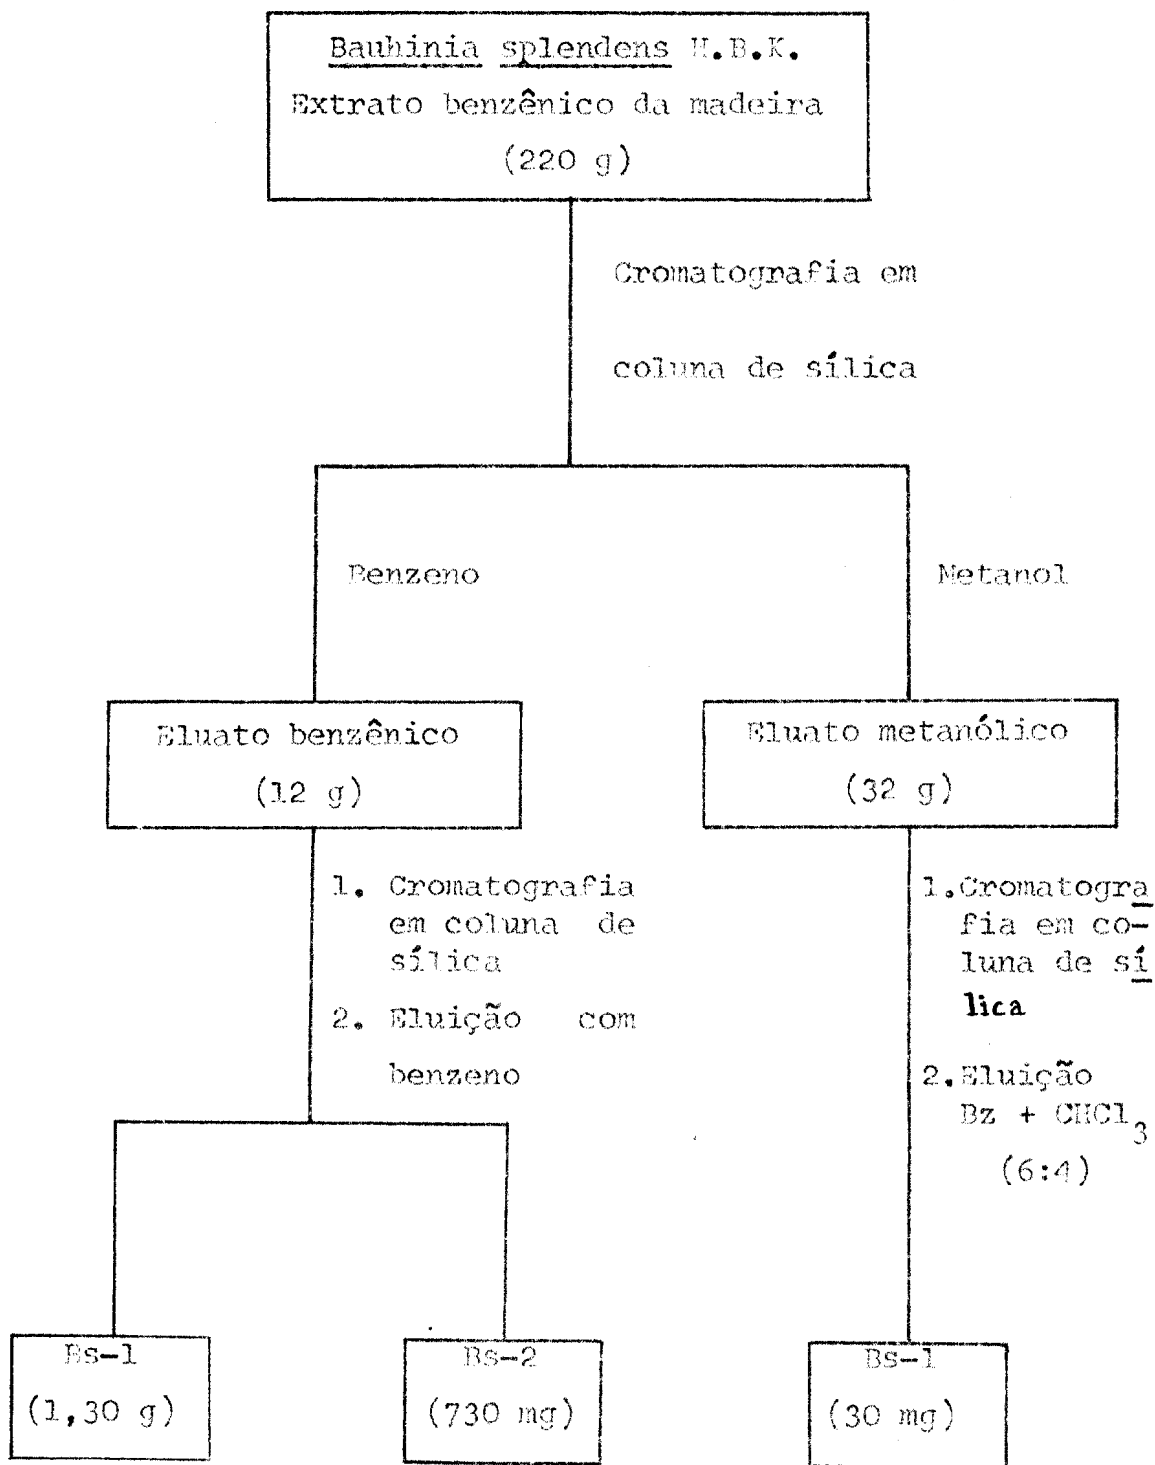 Bauhinia splendens H.B.K.
Extrato benzênico da madeira
(220 g)
Cromatografia em
coluna de sílica
Benzeno
Metanol
Eluato benzênico
(12 g)
Eluato metanólico
(32 g)
1. Cromatografia
em coluna de
sílica
2. Eluição com
benzeno
1.Cromatogra
fia em co-
luna de sí
lica
2.Eluição
Bz + CHCl3
(6:4)
Bs-1
(1,30 g)
Bs-2
(730 mg)
Bs-1
(30 mg)